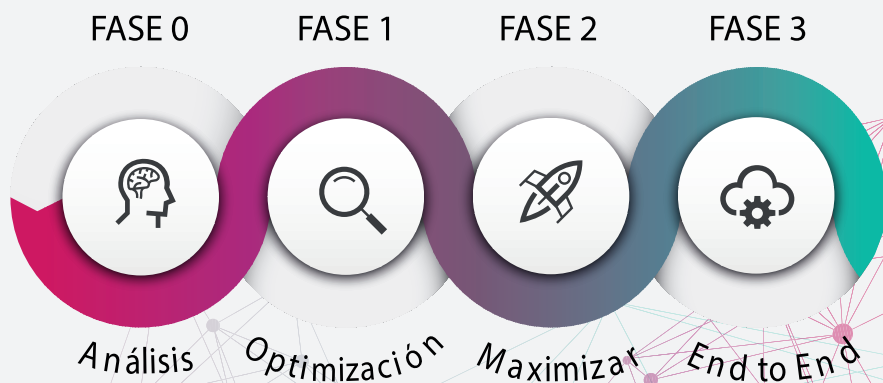 FASE 0
FASE 1
FASE 2
FASE 3
Análisis
Optimización
Maximizar
End to End